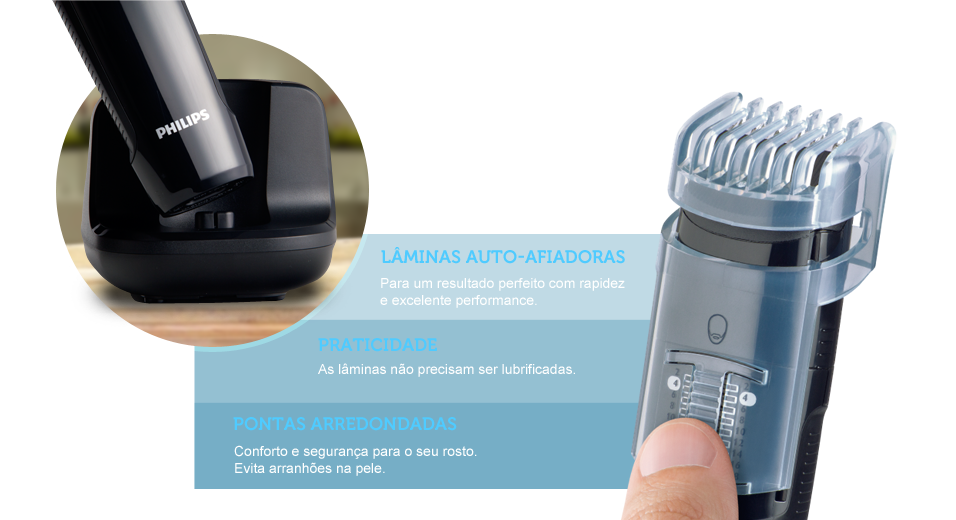 PHILIPS
LÂMINAS AUTO-AFIADORAS
Para um resultado perfeito com rapidez
e excelente performance.
PRATICIDADE
As lâminas não precisam ser lubrificadas.
PONTAS ARREDONDADAS
Conforto e segurança para o seu rosto.
Evita arranhões na pele.